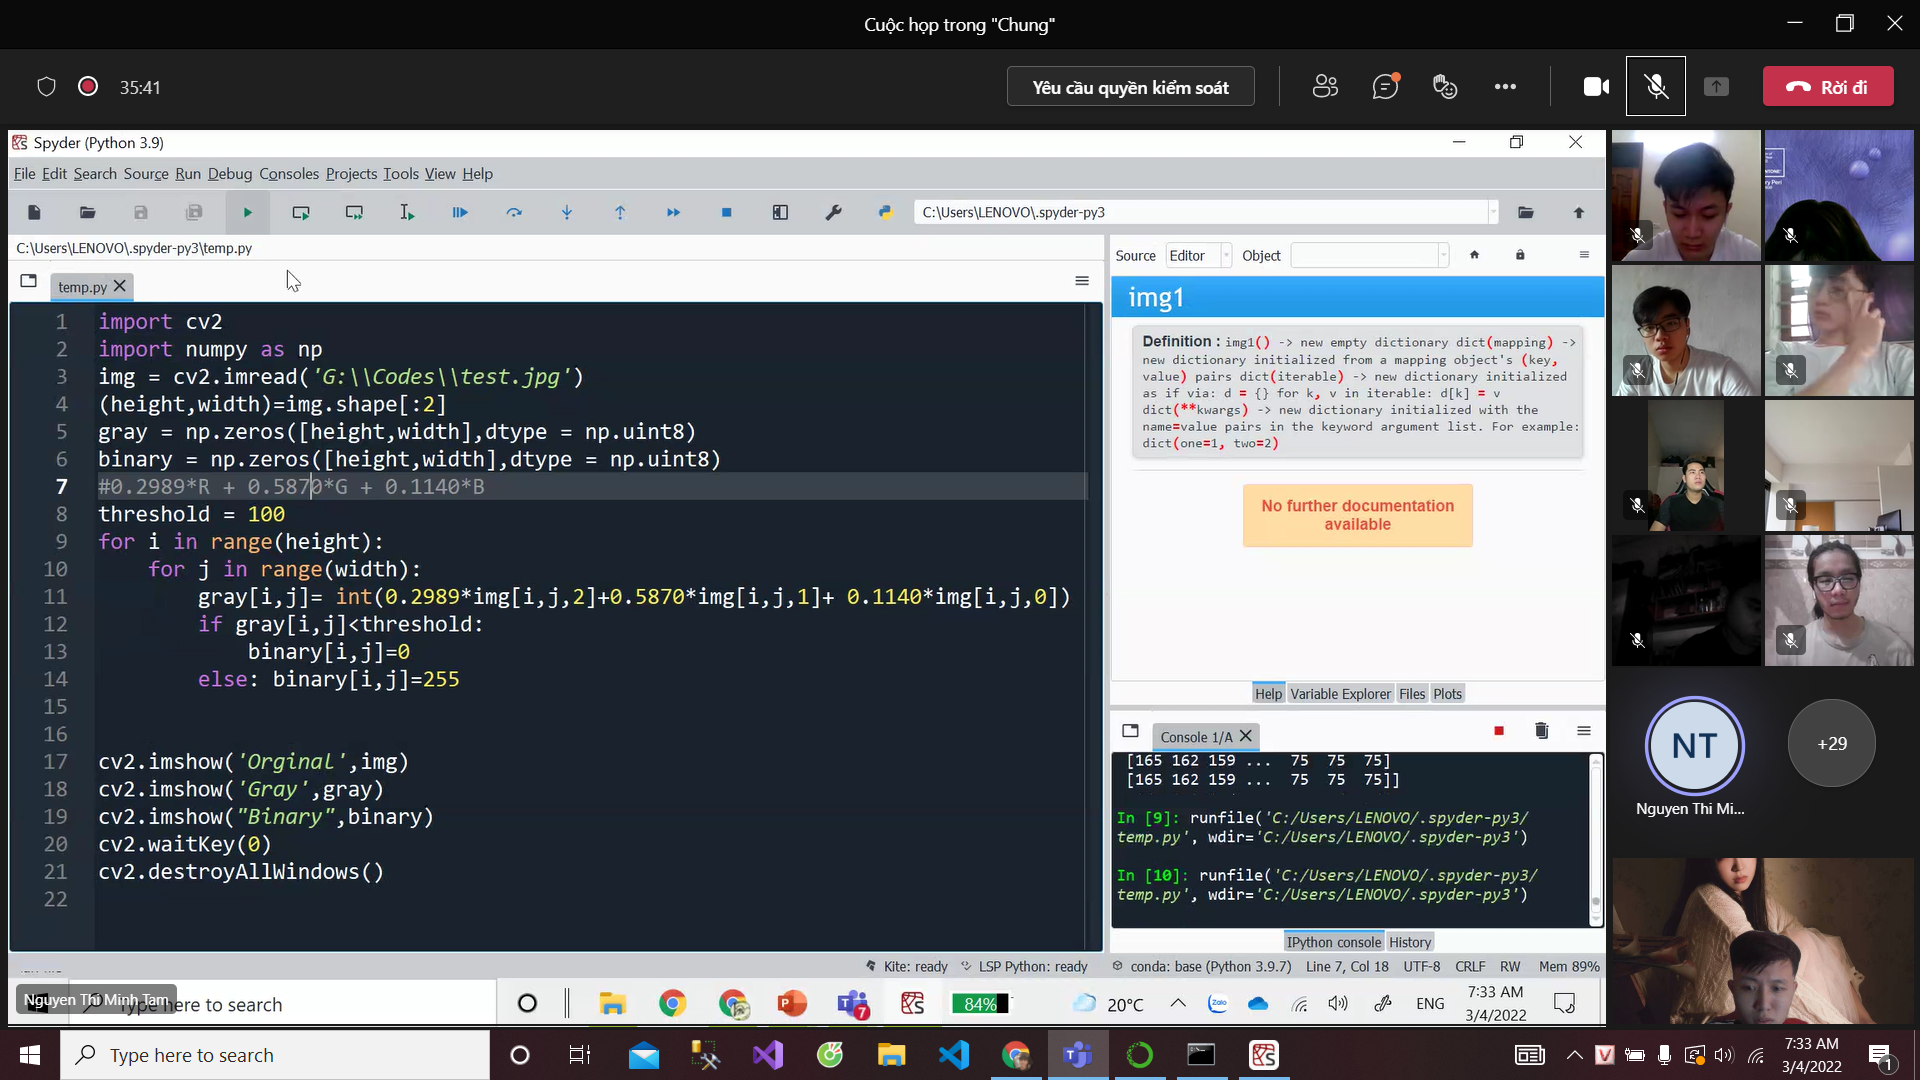 Cuộc họp trong "Chung"
35:41
Yêu cầu quyền kiểm soát
Rời đi
Spyder (Python 3.9)
File Edit Search Source Run Debug Consoles Projects Tools View Help
C:\Users\LENOVO\.spyder-py3
C:\Users\LENOVO\.spyder-py3\temp.py
temp.py
1 import cv2
2 import numpy as np
3 img = cv2.imread('G:\\Codes\\test.jpg')
4 (height,width)=img.shape[:2]
5 gray = np.zeros([height,width],dtype = np.uint8)
6 binary = np.zeros([height,width],dtype = np.uint8)
7 #0.2989*R + 0.5870*G + 0.1140*B
8 threshold = 100
9 for i in range(height):
10     for j in range(width):
11         gray[i,j]= int(0.2989*img[i,j,2]+0.5870*img[i,j,1]+ 0.1140*img[i,j,0])
12         if gray[i,j]<threshold:
13             binary[i,j]=0
14         else: binary[i,j]=255
15
16
17 cv2.imshow('Orginal',img)
18 cv2.imshow('Gray',gray)
19 cv2.imshow("Binary",binary)
20 cv2.waitKey(0)
21 cv2.destroyAllWindows()
22
Source Editor Object
img1
Definition : img1() -> new empty dictionary dict(mapping) ->
new dictionary initialized from a mapping object's (key,
value) pairs dict(iterable) -> new dictionary initialized
as if via: d = {} for k, v in iterable: d[k] = v
dict(**kwargs) -> new dictionary initialized with the
name=value pairs in the keyword argument list. For example:
dict(one=1, two=2)
No further documentation
available
Help Variable Explorer Files Plots
Console 1/A
[165 162 159 ... 75 75 75]
[165 162 159 ... 75 75 75]]
In [9]: runfile('C:/Users/LENOVO/.spyder-py3/
temp.py', wdir='C:/Users/LENOVO/.spyder-py3')
In [10]: runfile('C:/Users/LENOVO/.spyder-py3/
temp.py', wdir='C:/Users/LENOVO/.spyder-py3')
IPython console History
Kite: ready LSP Python: ready conda: base (Python 3.9.7) Line 7, Col 18 UTF-8 CRLF RW Mem 89%
NT
Nguyen Thi Mi...
+29
Nguyen Thi Minh Tam
Type here to search
7
84%
20°C
Zalo
ENG
7:33 AM
3/4/2022
Type here to search
V
7:33 AM
3/4/2022
1